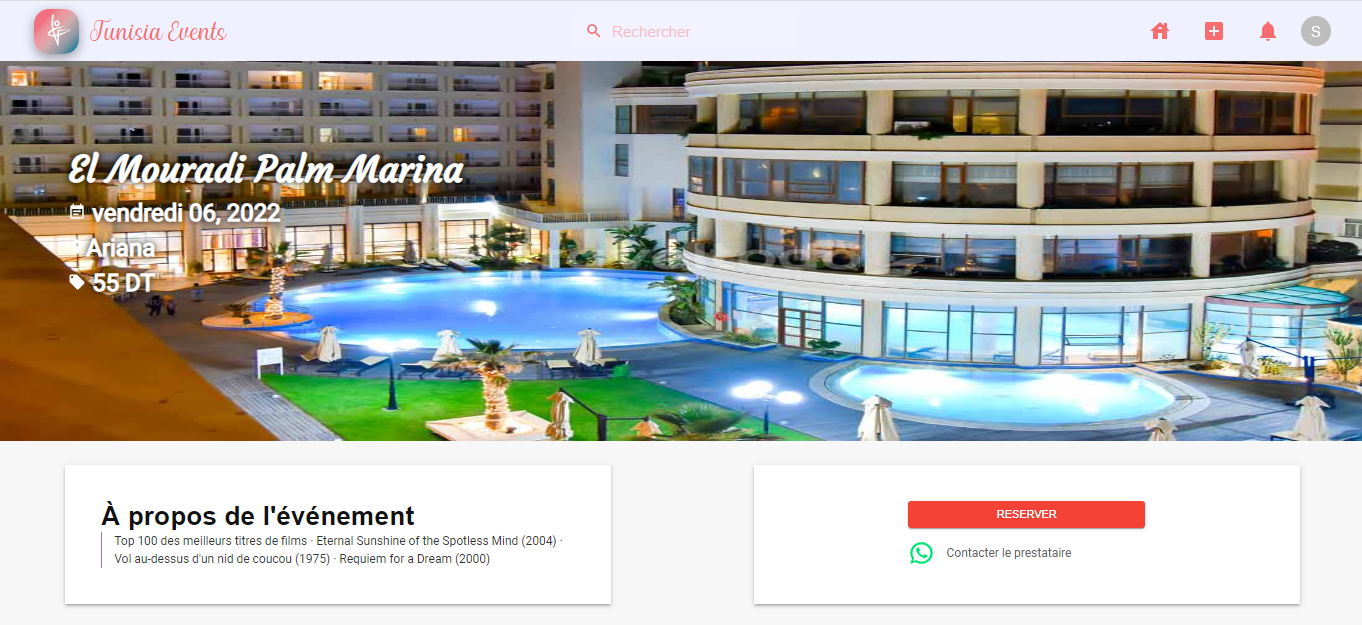 Tunisia Events
Rechercher
S
El Mouradi Palm Marina
vendredi 06, 2022
Ariana
55 DT
À propos de l'événement
Top 100 des meilleurs titres de films · Eternal Sunshine of the Spotless Mind (2004) ·
Vol au-dessus d'un nid de coucou (1975) · Requiem for a Dream (2000)
RESERVER
Contacter le prestataire